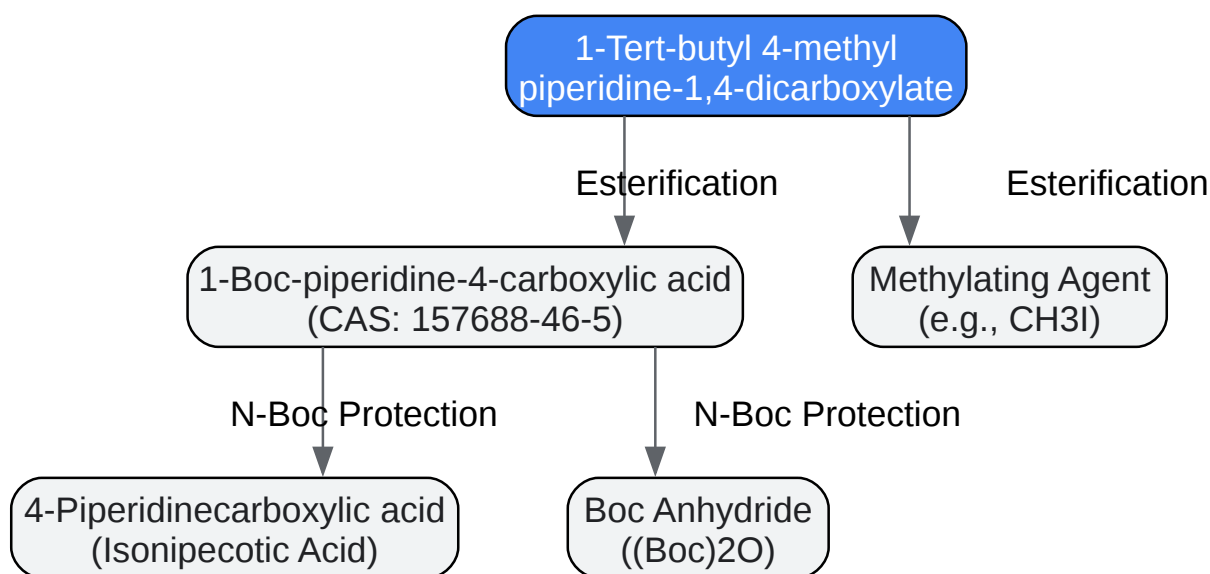 1-Tert-butyl 4-methyl
piperidine-1,4-dicarboxylate
Esterification
Esterification
1-Boc-piperidine-4-carboxylic acid
(CAS: 157688-46-5)
Methylating Agent
(e.g., CH3I)
N-Boc Protection
N-Boc Protection
4-Piperidinecarboxylic acid
(Isonipecotic Acid)
Boc Anhydride
((Boc)2O)